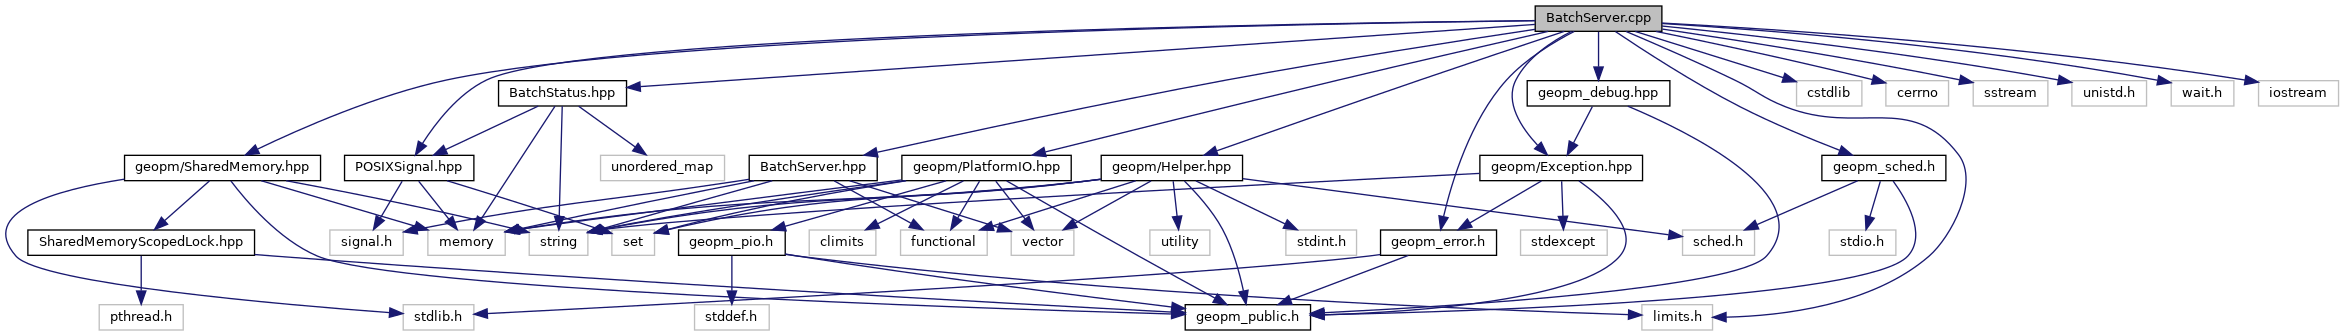 BatchServer.cpp
BatchStatus.hpp
geopm_debug.hpp
cstdlib
cerrno
sstream
unistd.h
wait.h
iostream
geopm/SharedMemory.hpp
POSIXSignal.hpp
unordered_map
BatchServer.hpp
geopm/PlatformIO.hpp
geopm/Helper.hpp
geopm/Exception.hpp
geopm_sched.h
SharedMemoryScopedLock.hpp
signal.h
memory
string
set
geopm_pio.h
climits
functional
vector
utility
stdint.h
geopm_error.h
stdexcept
sched.h
stdio.h
pthread.h
stdlib.h
stddef.h
geopm_public.h
limits.h